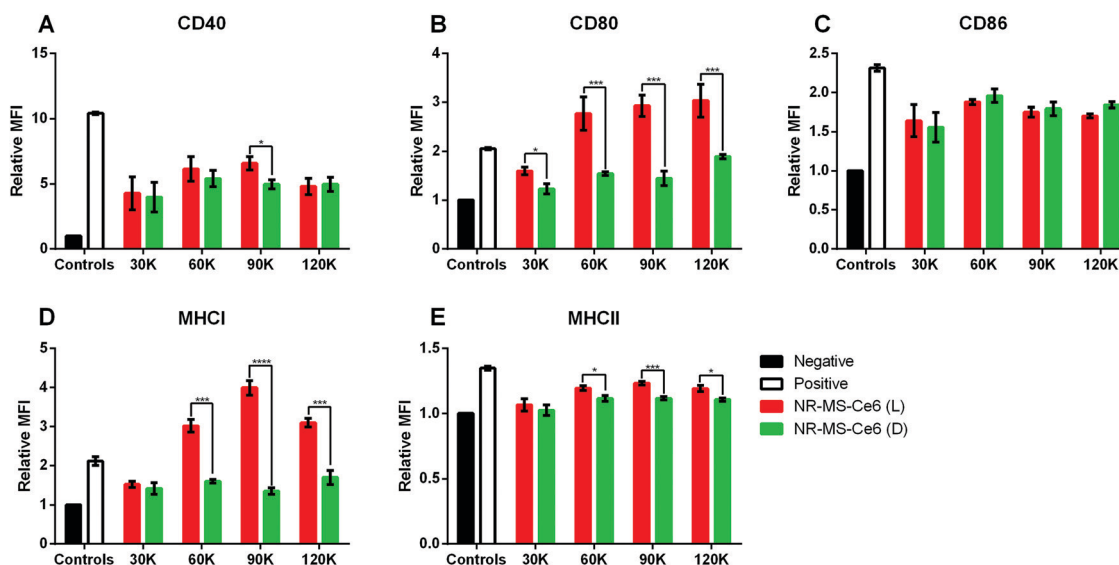 A CD40
Relative MFI
15
10
5
0
*
Controls 30K 60K 90K 120K
B CD80
Relative MFI
4
3
2
1
0
* *** *** ***
Controls 30K 60K 90K 120K
C CD86
Relative MFI
2.5
2.0
1.5
1.0
0.5
0.0
Controls 30K 60K 90K 120K
D MHCI
Relative MFI
5
4
3
2
1
0
*** **** ***
Controls 30K 60K 90K 120K
E MHCII
Relative MFI
1.5
1.0
0.5
0.0
* *** *
Controls 30K 60K 90K 120K
Negative
Positive
NR-MS-Ce6 (L)
NR-MS-Ce6 (D)